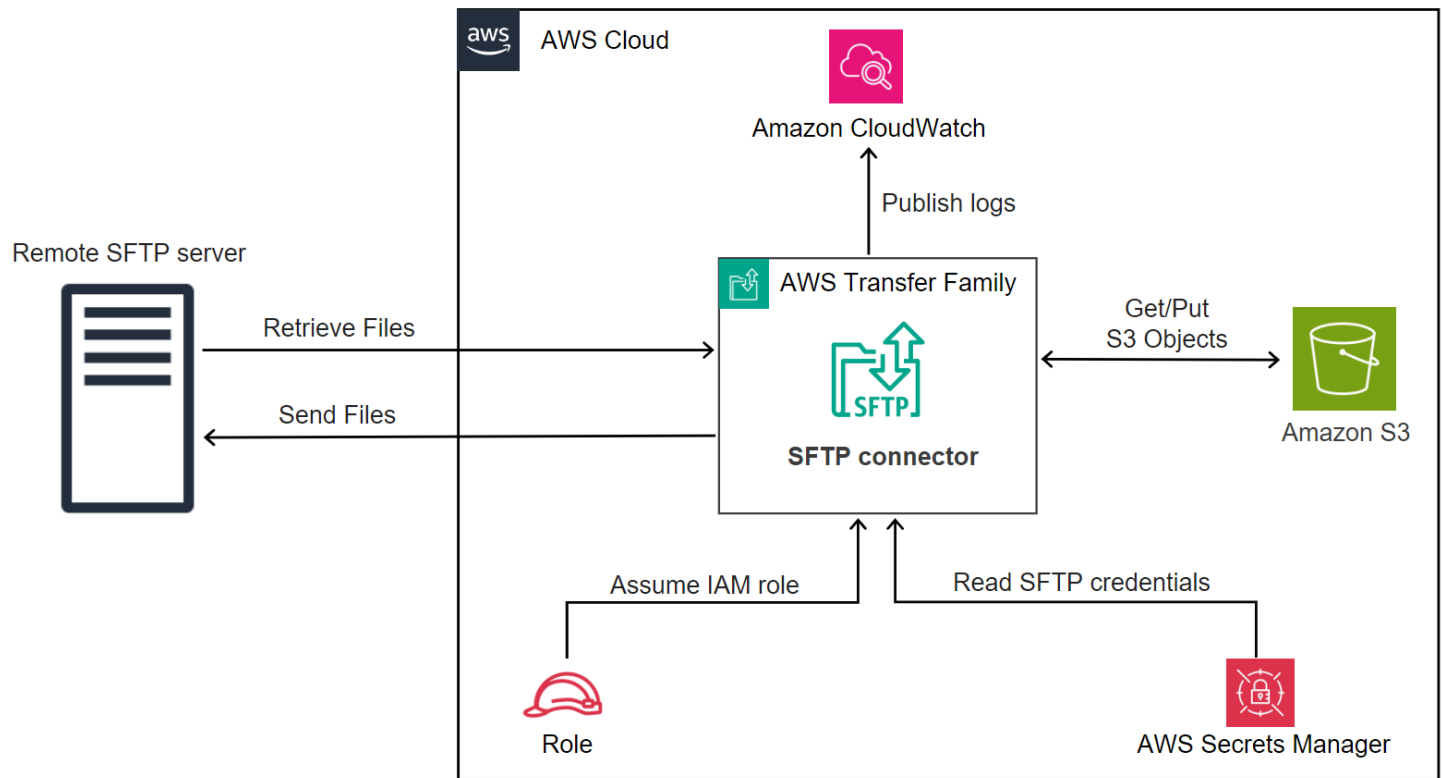 aws
AWS Cloud
Amazon CloudWatch
Publish logs
Remote SFTP server
AWS Transfer Family
Retrieve Files
Get/Put
S3 Objects
SFTP
Send Files
Amazon S3
SFTP connector
Assume IAM role
Read SFTP credentials
Role
AWS Secrets Manager